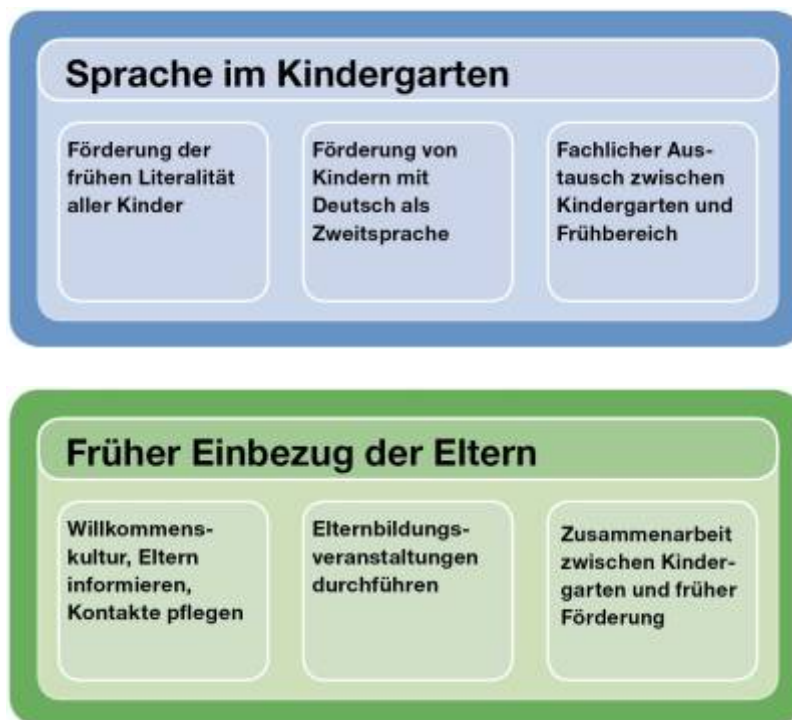 Sprache im Kindergarten
Förderung der
frühen Literalität
aller Kinder
Förderung von
Kindern mit
Deutsch als
Zweitsprache
Fachlicher Aus-
tausch zwischen
Kindergarten und
Frühbereich
Früher Einbezug der Eltern
Willkommens-
kultur, Eltern
informieren,
Kontakte pflegen
Elternbildungs-
veranstaltungen
durchführen
Zusammenarbeit
zwischen Kinder-
garten und früher
Förderung